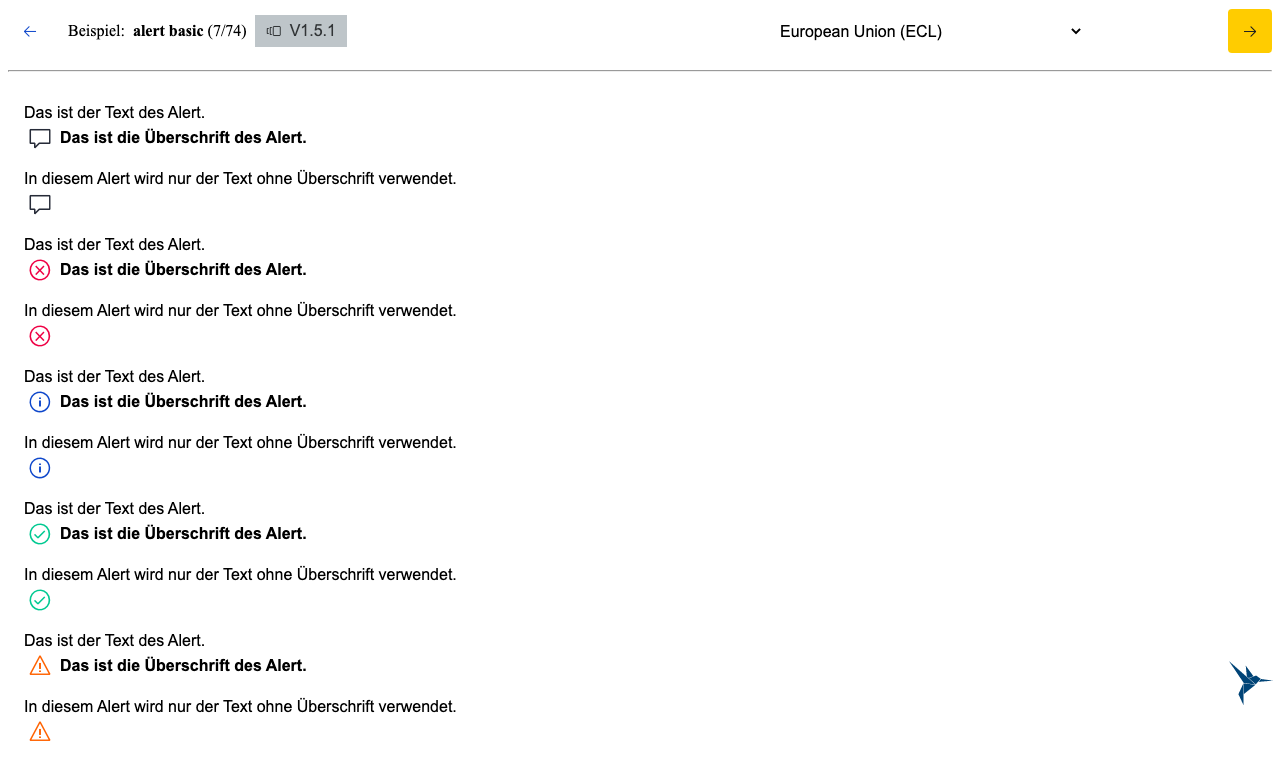 Beispiel: alert basic (7/74) V1.5.1 European Union (ECL)
Das ist der Text des Alert.
Das ist die Überschrift des Alert.
In diesem Alert wird nur der Text ohne Überschrift verwendet.
Das ist der Text des Alert.
Das ist die Überschrift des Alert.
In diesem Alert wird nur der Text ohne Überschrift verwendet.
Das ist der Text des Alert.
Das ist die Überschrift des Alert.
In diesem Alert wird nur der Text ohne Überschrift verwendet.
Das ist der Text des Alert.
Das ist die Überschrift des Alert.
In diesem Alert wird nur der Text ohne Überschrift verwendet.
Das ist der Text des Alert.
Das ist die Überschrift des Alert.
In diesem Alert wird nur der Text ohne Überschrift verwendet.